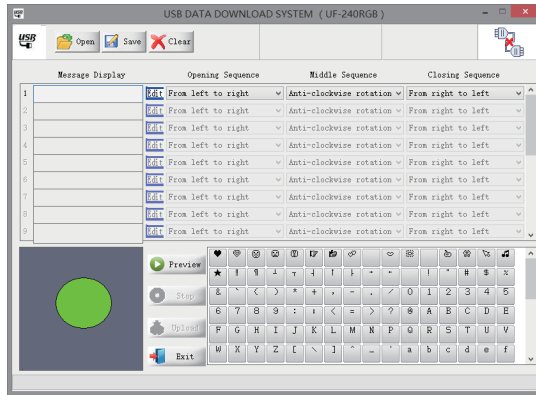 USB DATA DOWNLOAD SYSTEM ( UF-240RGB )
USB Open Save Clear
Message Display Opening Sequence Middle Sequence Closing Sequence
1 Edit From left to right Anti-clockwise rotation From right to left
2 Edit From left to right Anti-clockwise rotation From right to left
3 Edit From left to right Anti-clockwise rotation From right to left
4 Edit From left to right Anti-clockwise rotation From right to left
5 Edit From left to right Anti-clockwise rotation From right to left
6 Edit From left to right Anti-clockwise rotation From right to left
7 Edit From left to right Anti-clockwise rotation From right to left
8 Edit From left to right Anti-clockwise rotation From right to left
9 Edit From left to right Anti-clockwise rotation From right to left
Preview
Stop
Upload
Exit
! " # $ %
& ( ) * + , - . / 0 1 2 3 4 5
6 7 8 9 : ; < = > ? @ A B C D E
F G H I J K L M N P Q R S T U V
W X Y Z [ \ ] ^ _ ` a b c d e f